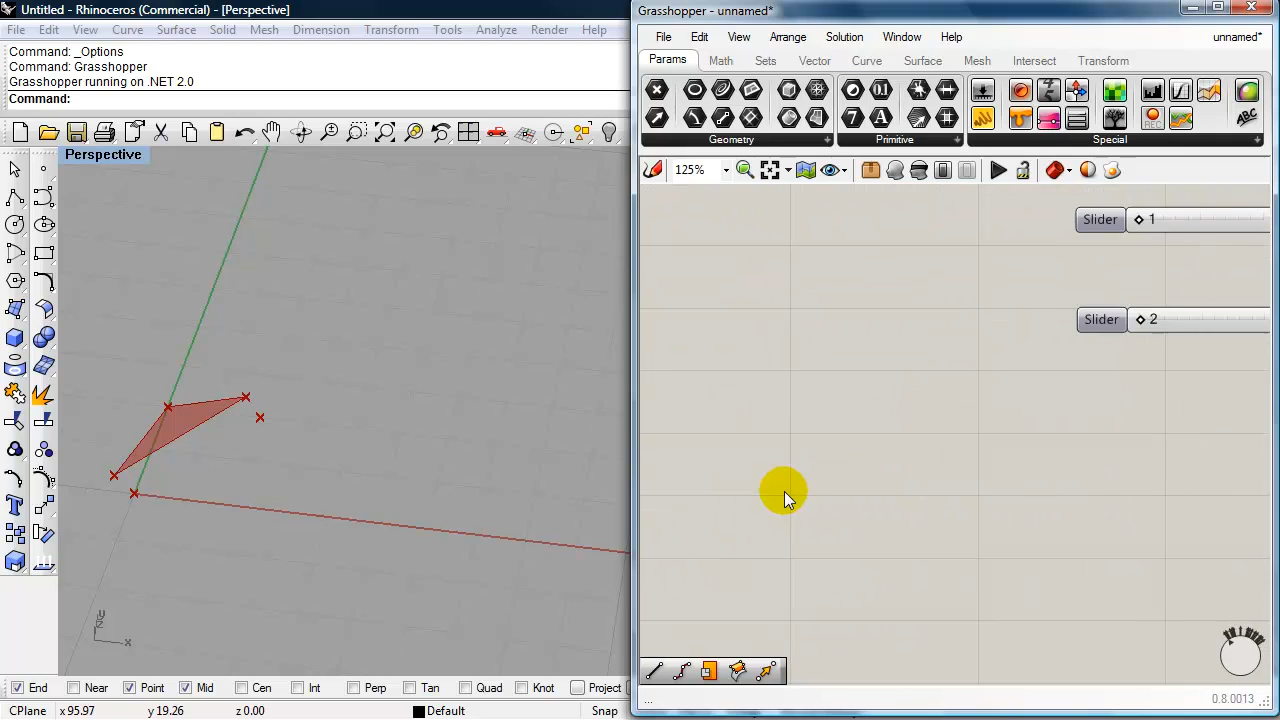 Untitled - Rhinoceros (Commercial) - [Perspective]
File Edit View Curve Surface Solid Mesh Dimension Transform Tools Analyze Render Help
Command: _Options
Command: Grasshopper
Grasshopper running on .NET 2.0
Command:
Perspective
x
End Near Point Mid Cen Int Perp Tan Quad Knot Project
CPlane x 95.97 y 19.26 z 0.00 Default Snap
Grasshopper - unnamed*
File Edit View Arrange Solution Window Help unnamed*
Params Math Sets Vector Curve Surface Mesh Intersect Transform
Geometry Primitive Special
125%
Slider 1
Slider 2
... 0.8.0013